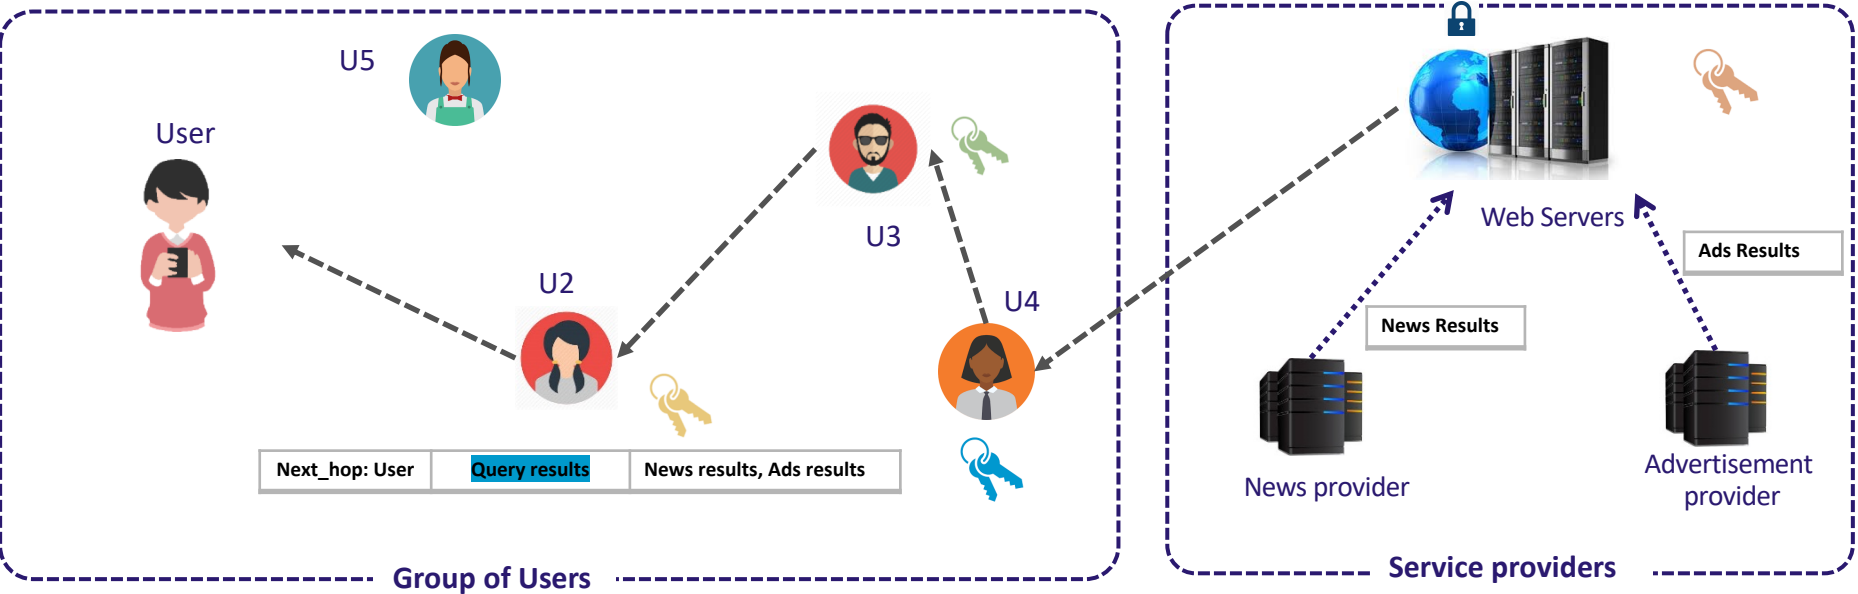 U5
User
U3
U2
U4
Web Servers
Ads Results
News Results
Next_hop: User
Query results
News results, Ads results
News provider
Advertisement
provider
Group of Users
Service providers